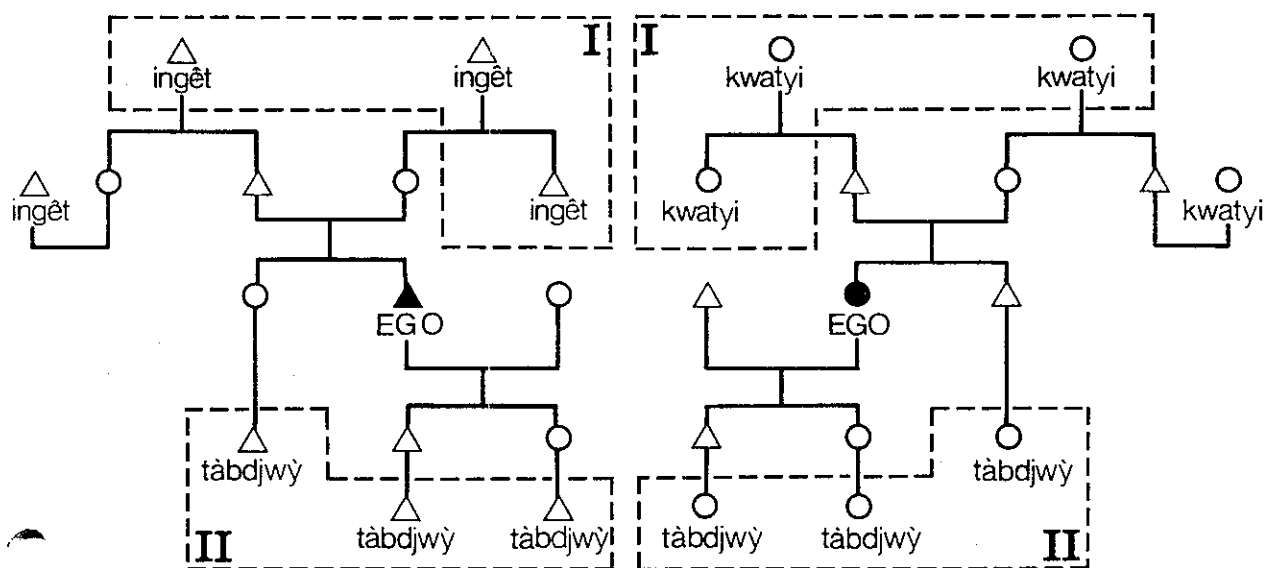 I I
ingêt ingêt kwatyi kwatyi
ingêt ingêt kwatyi kwatyi
EGO EGO
tàbdjwỳ tàbdjwỳ
tàbdjwỳ tàbdjwỳ tàbdjwỳ tàbdjwỳ
II II